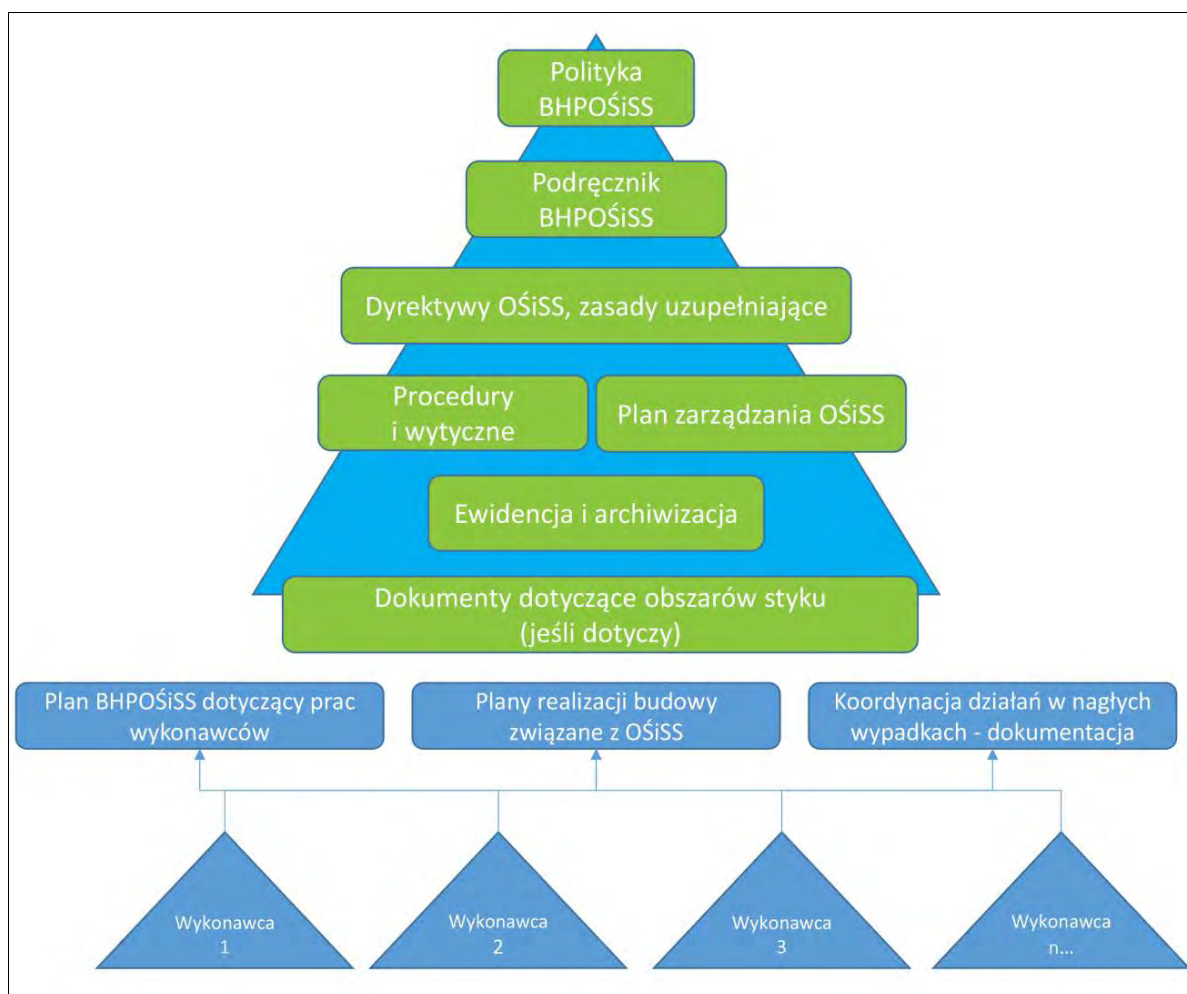 Polityka
BHPOŚiSS
Podręcznik
BHPOŚiSS
Dyrektywy OŚiSS, zasady uzupełniające
Procedury
i wytyczne
Plan zarządzania OŚiSS
Ewidencja i archiwizacja
Dokumenty dotyczące obszarów styku
(jeśli dotyczy)
Plan BHPOŚiSS dotyczący prac
wykonawców
Plany realizacji budowy
związane z OŚiSS
Koordynacja działań w nagłych
wypadkach - dokumentacja
Wykonawca
1
Wykonawca
2
Wykonawca
3
Wykonawca
n...